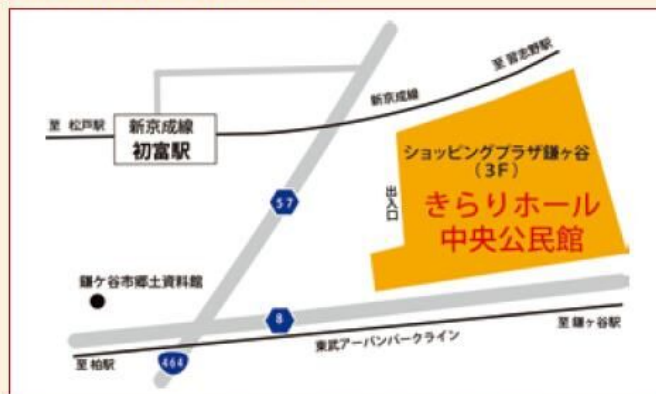 至 習志野駅
新京成線
至 松戸駅
新京成線
初富駅
ショッピングプラザ鎌ヶ谷
（3F）
きらりホール
中央公民館
出入口
57
鎌ケ谷市郷土資料館
8
至 鎌ヶ谷駅
東武アーバンパークライン
至 柏駅
464